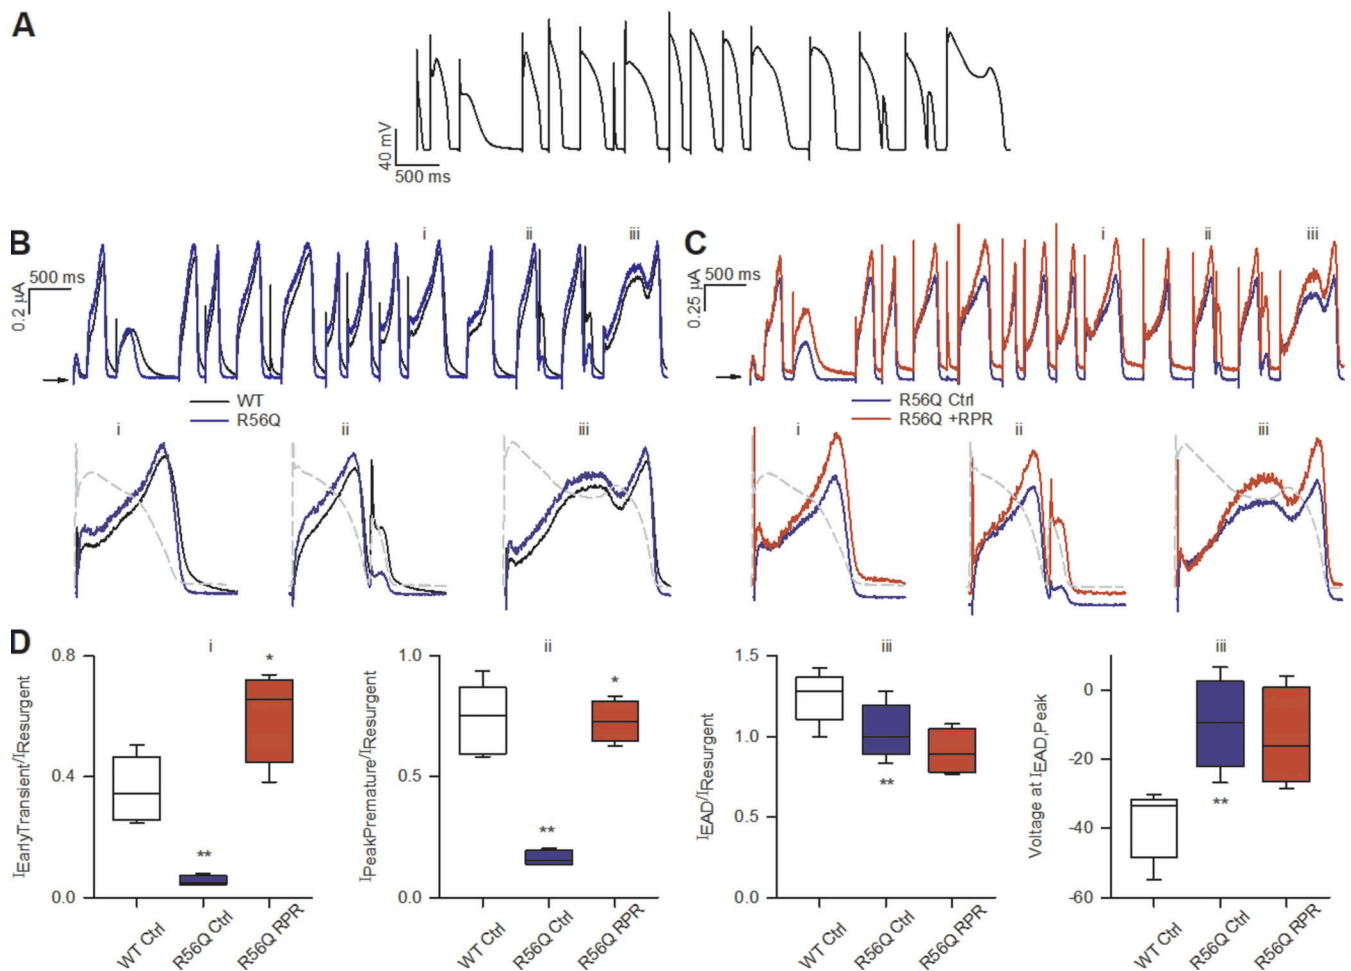 A
40 mV
500 ms
B
i
ii
iii
500 ms
0.2 µA
WT
R56Q
i
ii
iii
C
i
ii
iii
500 ms
0.25 µA
R56Q Ctrl
R56Q +RPR
i
ii
iii
D
i
0.8
*
0.4
**
0.0
IEarlyTransient/IResurgent
WT Ctrl
R56Q Ctrl
R56Q RPR
ii
1.0
*
0.5
**
0.0
IPeakPremature/IResurgent
WT Ctrl
R56Q Ctrl
R56Q RPR
iii
1.5
1.0
**
0.5
0.0
IEAD/IResurgent
WT Ctrl
R56Q Ctrl
R56Q RPR
iii
0
-20
**
-40
-60
Voltage at IEAD,Peak
WT Ctrl
R56Q Ctrl
R56Q RPR